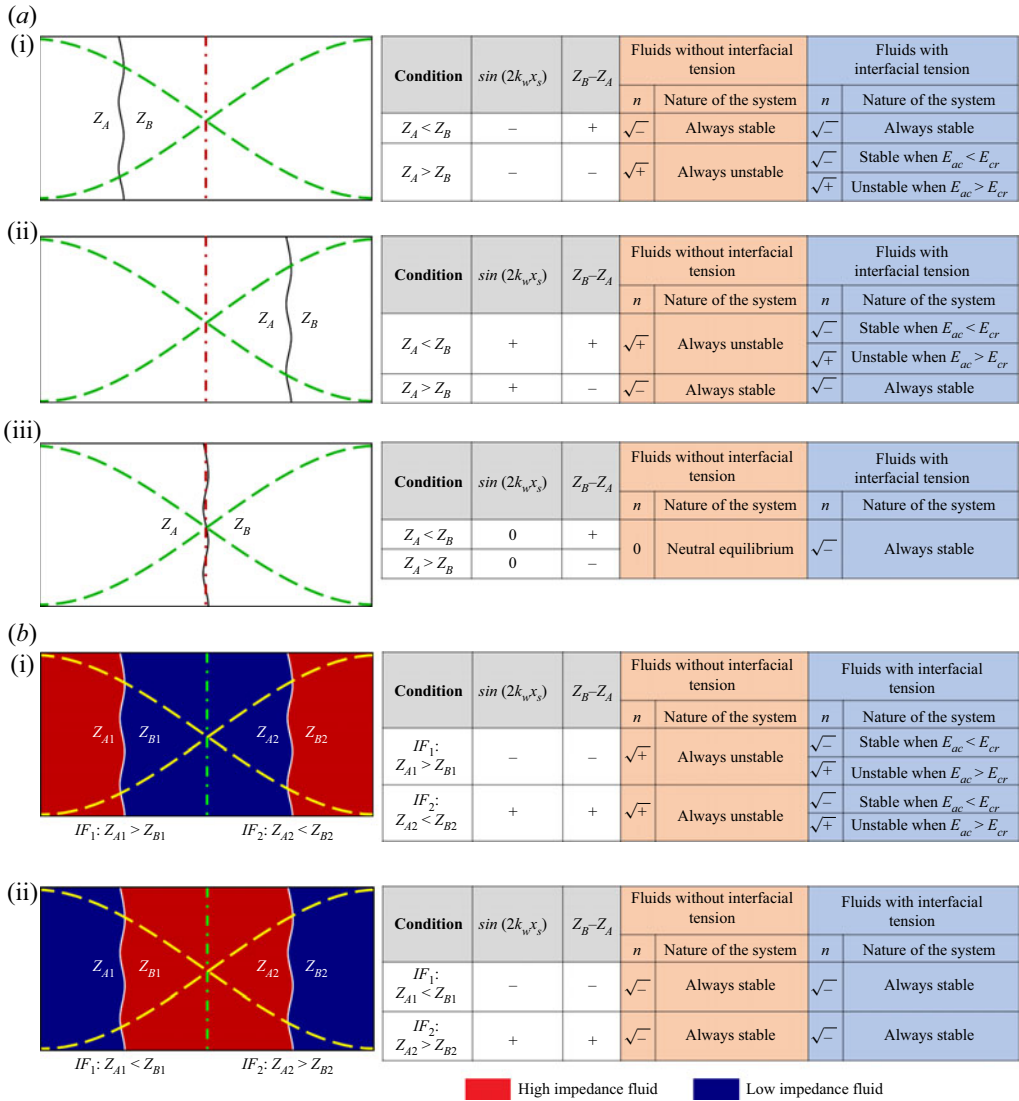 (a)
(i)
Z_A Z_B
Condition sin (2k_w x_s) Z_B–Z_A Fluids without interfacial tension Fluids with interfacial tension
n Nature of the system n Nature of the system
Z_A < Z_B – + √– Always stable √– Always stable
Z_A > Z_B – – √+ Always unstable √– Stable when E_ac < E_cr
√+ Unstable when E_ac > E_cr
(ii)
Z_A Z_B
Condition sin (2k_w x_s) Z_B–Z_A Fluids without interfacial tension Fluids with interfacial tension
n Nature of the system n Nature of the system
Z_A < Z_B + + √+ Always unstable √– Stable when E_ac < E_cr
√+ Unstable when E_ac > E_cr
Z_A > Z_B + – √– Always stable √– Always stable
(iii)
Z_A Z_B
Condition sin (2k_w x_s) Z_B–Z_A Fluids without interfacial tension Fluids with interfacial tension
n Nature of the system n Nature of the system
Z_A < Z_B 0 + 0 Neutral equilibrium √– Always stable
Z_A > Z_B 0 –
(b)
(i)
Z_A1 Z_B1 Z_A2 Z_B2
IF_1: Z_A1 > Z_B1 IF_2: Z_A2 < Z_B2
Condition sin (2k_w x_s) Z_B–Z_A Fluids without interfacial tension Fluids with interfacial tension
n Nature of the system n Nature of the system
IF_1: Z_A1 > Z_B1 – – √+ Always unstable √– Stable when E_ac < E_cr
√+ Unstable when E_ac > E_cr
IF_2: Z_A2 < Z_B2 + + √+ Always unstable √– Stable when E_ac < E_cr
√+ Unstable when E_ac > E_cr
(ii)
Z_A1 Z_B1 Z_A2 Z_B2
IF_1: Z_A1 < Z_B1 IF_2: Z_A2 > Z_B2
Condition sin (2k_w x_s) Z_B–Z_A Fluids without interfacial tension Fluids with interfacial tension
n Nature of the system n Nature of the system
IF_1: Z_A1 < Z_B1 – – √– Always stable √– Always stable
IF_2: Z_A2 > Z_B2 + + √– Always stable √– Always stable
High impedance fluid Low impedance fluid